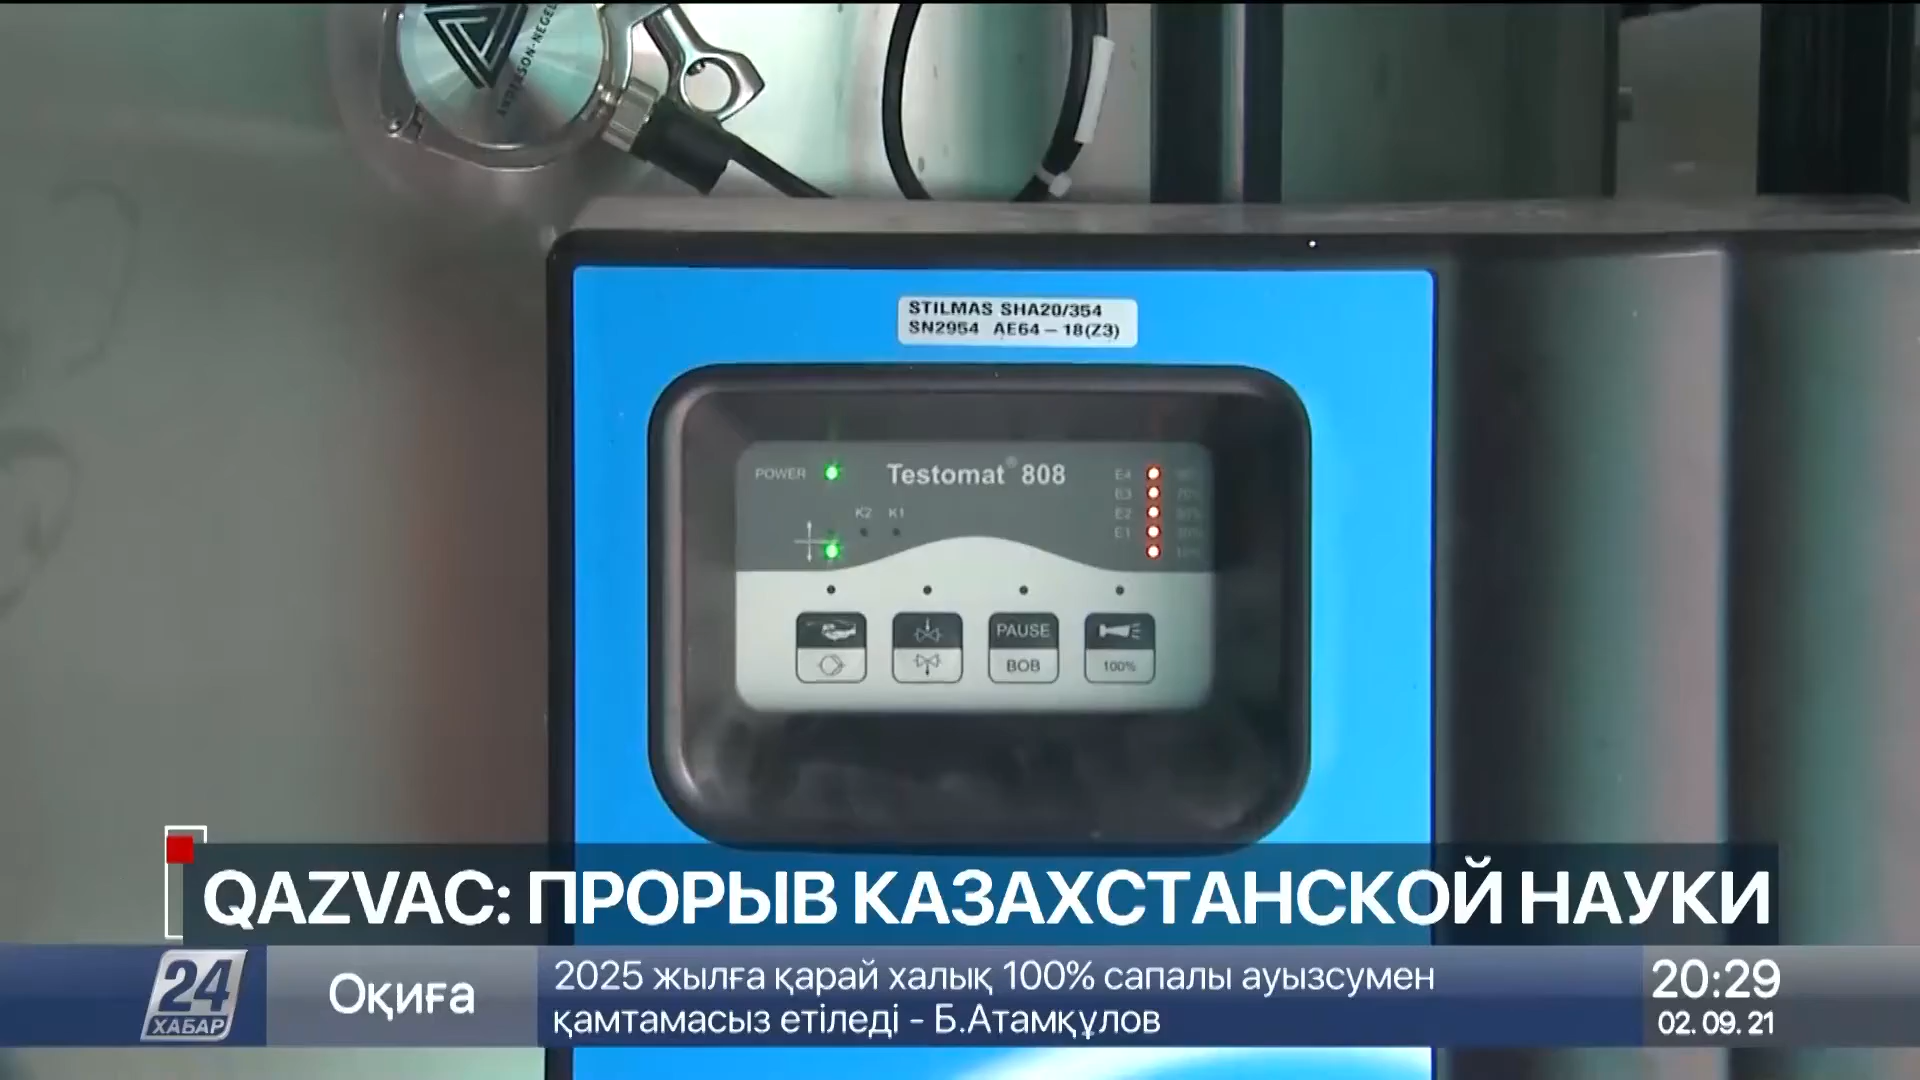 ANDERSON-NEGEL
STILMAS SHA20/354
SN2954 AE64-18(Z3)
POWER
Testomat® 808
K2 K1
E4
E3
E2
E1
PAUSE
BOB
100%
QAZVAC: ПРОРЫВ КАЗАХСТАНСКОЙ НАУКИ
24
ХАБАР
Оқиға
2025 жылға қарай халық 100% сапалы ауызсумен
қамтамасыз етіледі - Б.Атамқұлов
20:29
02. 09. 21